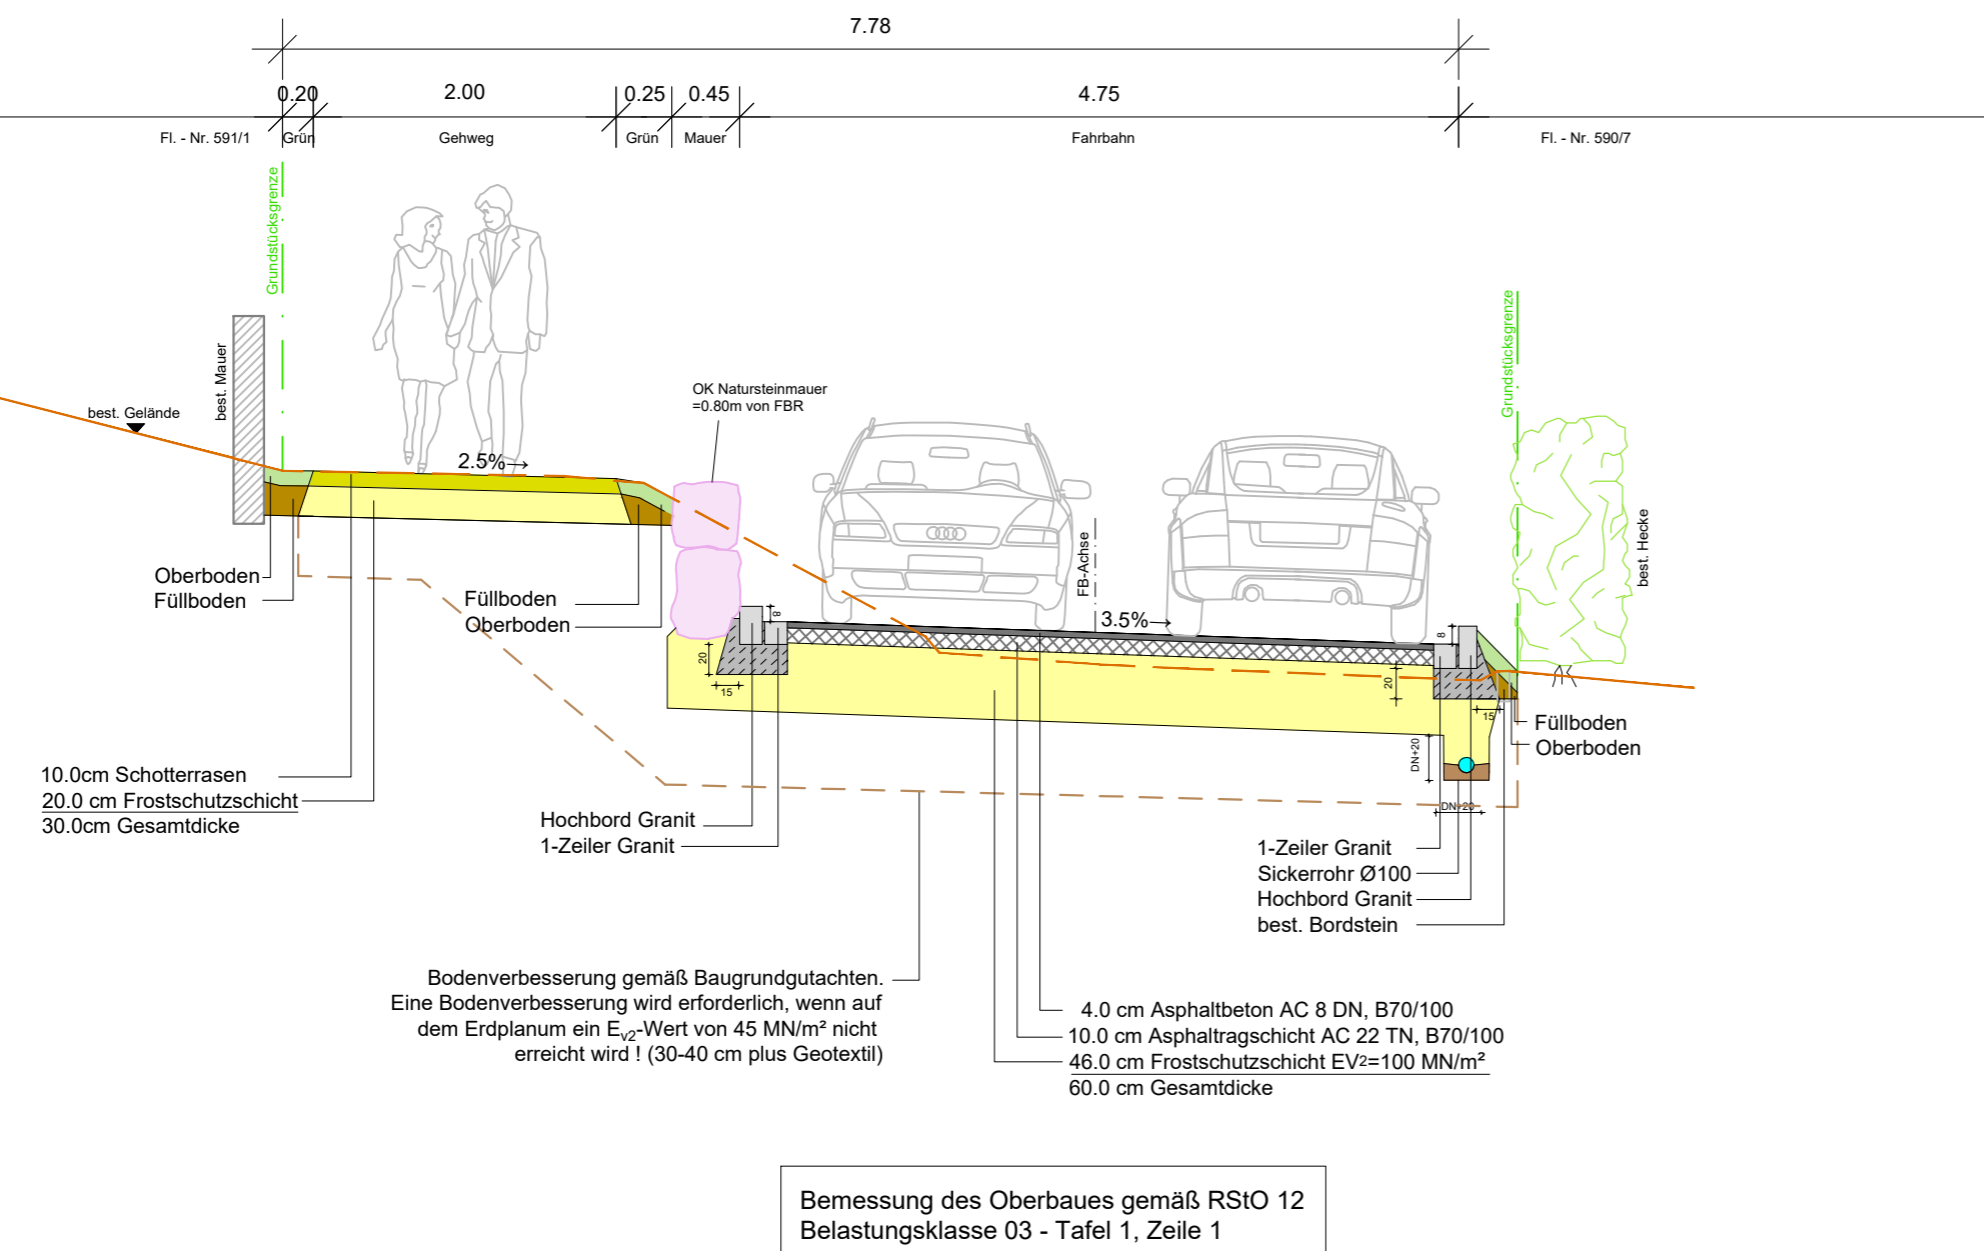 7.78
0.20 2.00 0.25 0.45 4.75
Fl. - Nr. 591/1 Grün Gehweg Grün Mauer Fahrbahn Fl. - Nr. 590/7
Grundstücksgrenze
Grundstücksgrenze
best. Mauer
best. Gelände
OK Natursteinmauer
=0.80m von FBR
2.5%→
FB-Achse
best. Hecke
Oberboden
Füllboden
Füllboden
Oberboden
8
3.5%→
8
20
15
20
15
Füllboden
Oberboden
DN+20
DN+20
10.0cm Schotterrasen
20.0 cm Frostschutzschicht
30.0cm Gesamtdicke
Hochbord Granit
1-Zeiler Granit
1-Zeiler Granit
Sickerrohr Ø100
Hochbord Granit
best. Bordstein
Bodenverbesserung gemäß Baugrundgutachten.
Eine Bodenverbesserung wird erforderlich, wenn auf
dem Erdplanum ein Ev2-Wert von 45 MN/m² nicht
erreicht wird ! (30-40 cm plus Geotextil)
4.0 cm Asphaltbeton AC 8 DN, B70/100
10.0 cm Asphaltragschicht AC 22 TN, B70/100
46.0 cm Frostschutzschicht EV2=100 MN/m²
60.0 cm Gesamtdicke
Bemessung des Oberbaues gemäß RStO 12
Belastungsklasse 03 - Tafel 1, Zeile 1